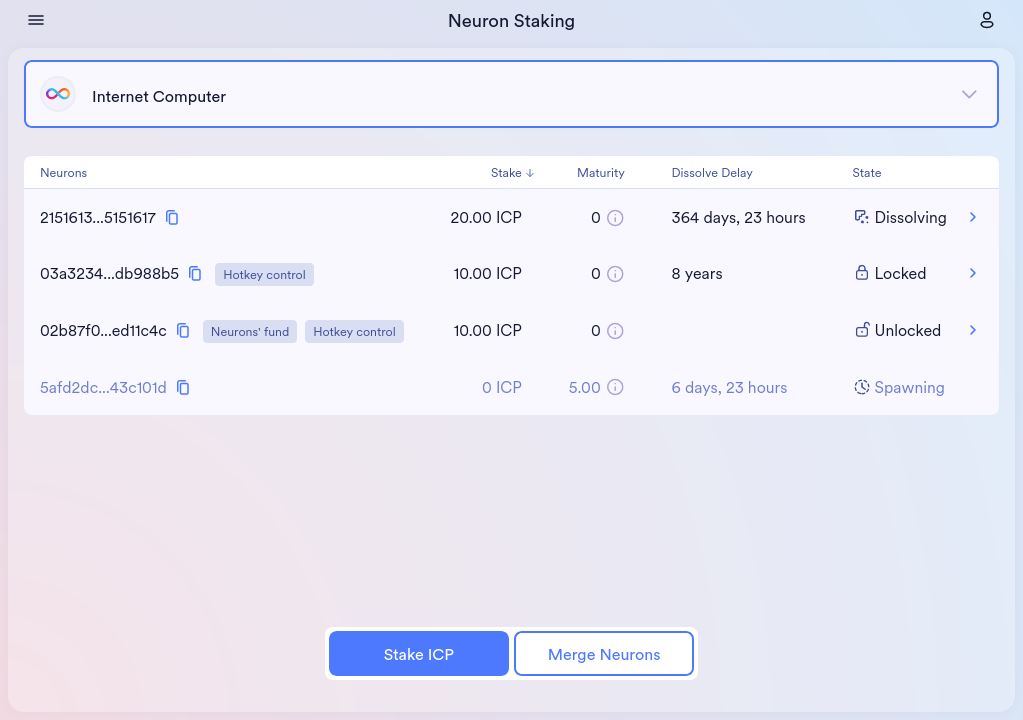 Neuron Staking
Internet Computer
Neurons Stake Maturity Dissolve Delay State
2151613...5151617 20.00 ICP 0 364 days, 23 hours Dissolving
03a3234...db988b5 Hotkey control 10.00 ICP 0 8 years Locked
02b87f0...ed11c4c Neurons' fund Hotkey control 10.00 ICP 0 Unlocked
5afd2dc...43c101d 0 ICP 5.00 6 days, 23 hours Spawning
Stake ICP Merge Neurons